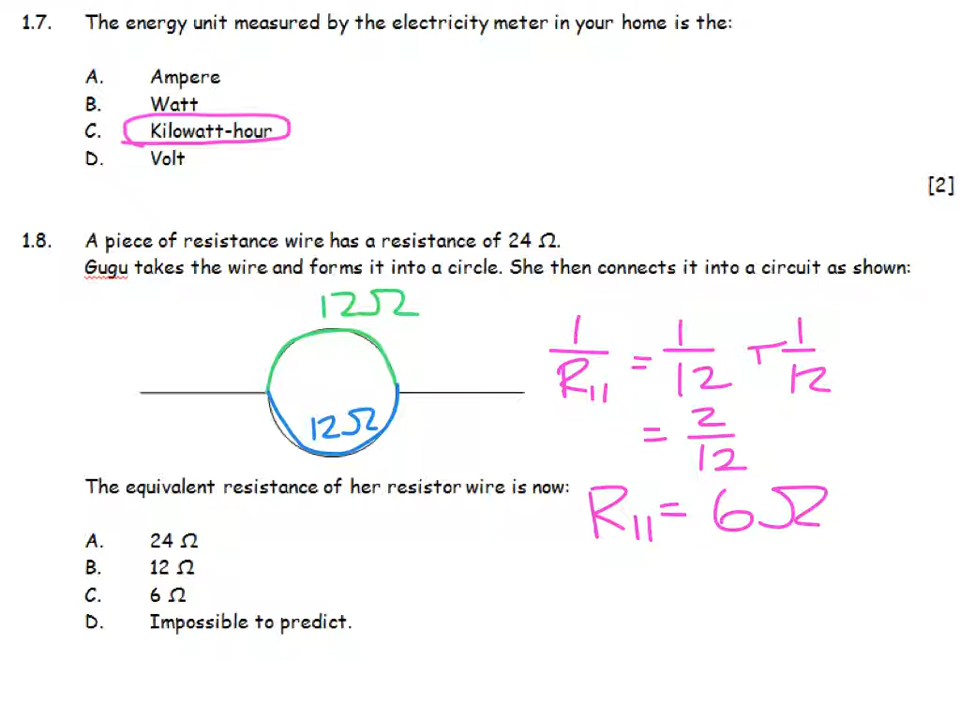 1.7. The energy unit measured by the electricity meter in your home is the:
A. Ampere
B. Watt
C. Kilowatt-hour
D. Volt
[2]
1.8. A piece of resistance wire has a resistance of 24 Ω.
Gugu takes the wire and forms it into a circle. She then connects it into a circuit as shown:
12Ω
12Ω
1/R11 = 1/12 + 1/12
= 2/12
R11 = 6Ω
The equivalent resistance of her resistor wire is now:
A. 24 Ω
B. 12 Ω
C. 6 Ω
D. Impossible to predict.